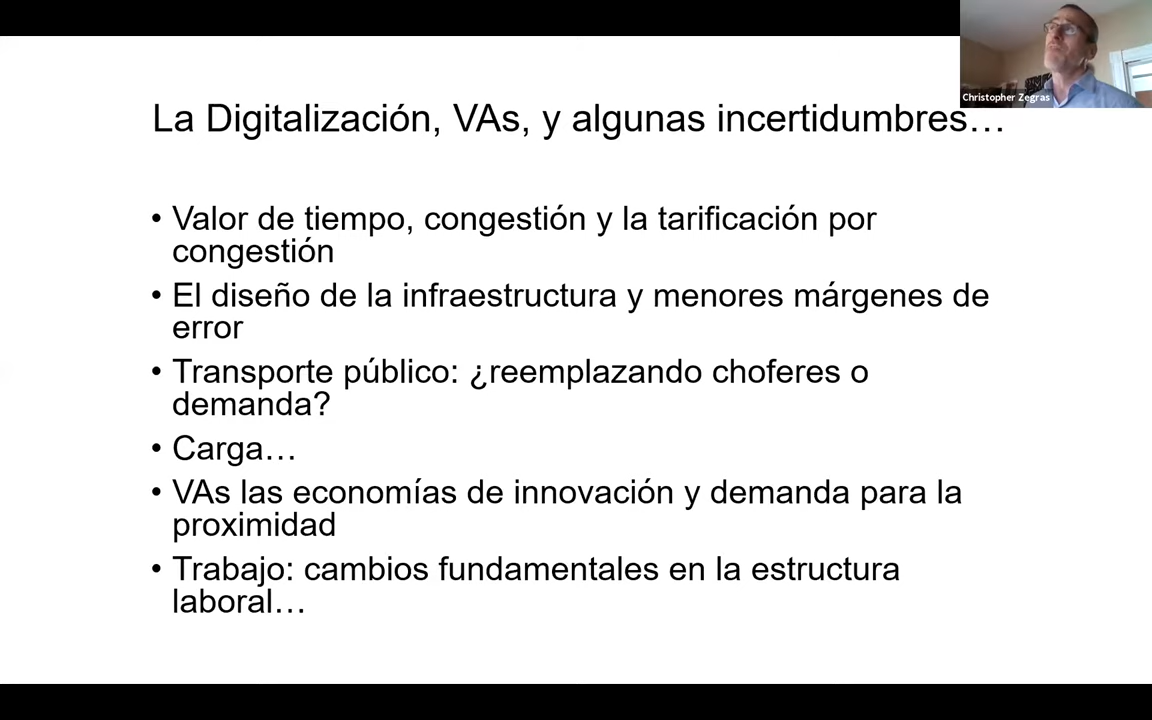 Christopher Zegras
La Digitalización, VAs, y algunas incertidumbres…
• Valor de tiempo, congestión y la tarificación por
congestión
• El diseño de la infraestructura y menores márgenes de
error
• Transporte público: ¿reemplazando choferes o
demanda?
• Carga…
• VAs las economías de innovación y demanda para la
proximidad
• Trabajo: cambios fundamentales en la estructura
laboral…